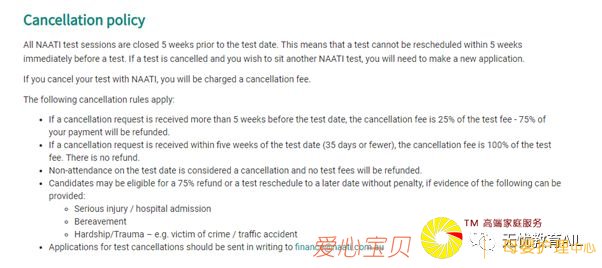 Cancellation policy
All NAATI test sessions are closed 5 weeks prior to the test date. This means that a test cannot be rescheduled within 5 weeks
immediately before a test. If a test is cancelled and you wish to sit another NAATI test, you will need to make a new application.
If you cancel your test with NAATI, you will be charged a cancellation fee.
The following cancellation rules apply:
• If a cancellation request is received more than 5 weeks before the test date, the cancellation fee is 25% of the test fee - 75% of
your payment will be refunded.
• If a cancellation request is received within five weeks of the test date (35 days or fewer), the cancellation fee is 100% of the test
fee. There is no refund.
• Non-attendance on the test date is considered a cancellation and no test fees will be refunded.
• Candidates may be eligible for a 75% refund or a test reschedule to a later date without penalty, if evidence of the following can be
provided:
○ Serious injury / hospital admission
○ Bereavement
○ Hardship/Trauma – e.g. victim of crime / traffic accident
• Applications for test cancellations should be sent in writing to finance@naati.com.au
TM 高端家庭服务
爱心宝贝
无忧教育AIL